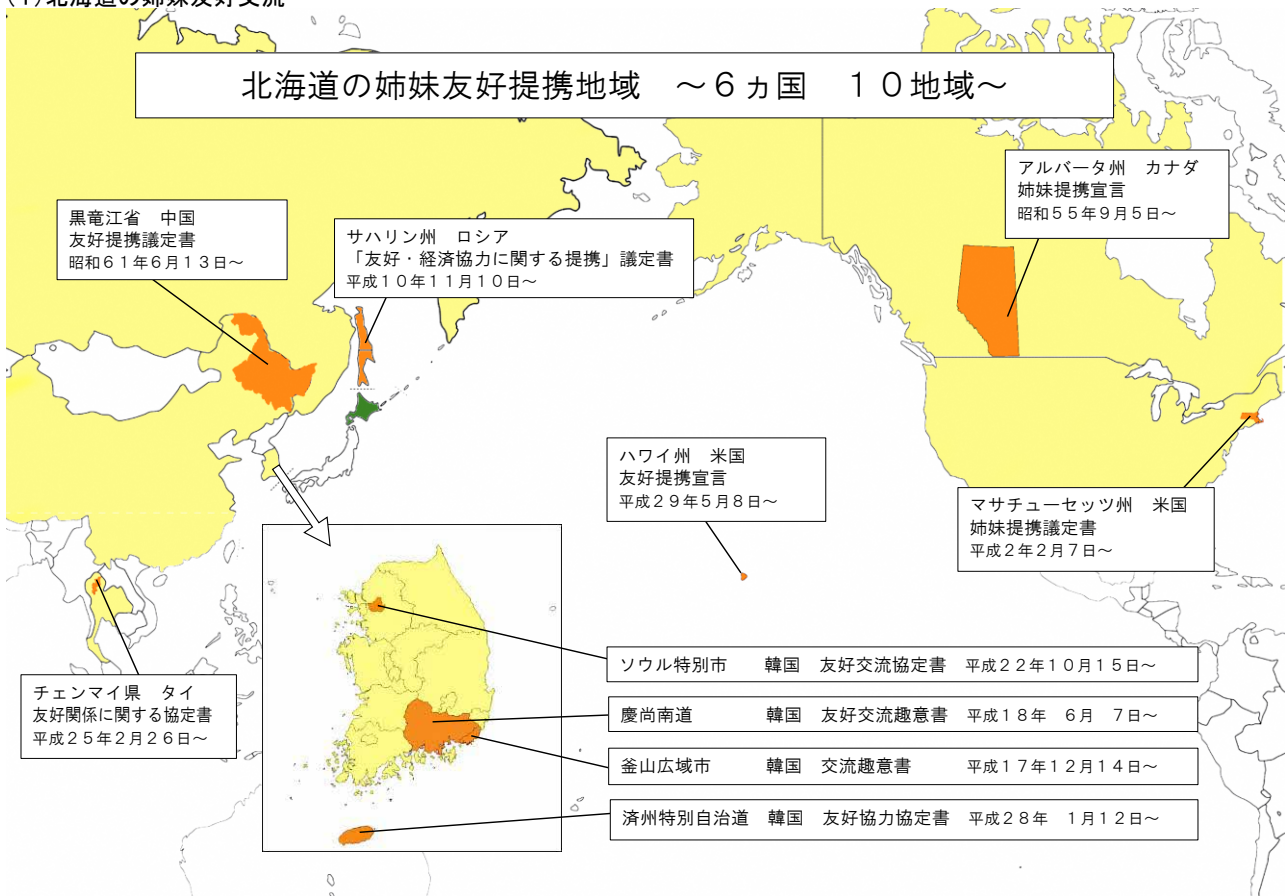 (1)北海道の姉妹友好交流
北海道の姉妹友好提携地域　～６ヵ国　１０地域～
アルバータ州　カナダ
姉妹提携宣言
昭和５５年９月５日～
黒竜江省　中国
友好提携議定書
昭和６１年６月１３日～
サハリン州　ロシア
「友好・経済協力に関する提携」議定書
平成１０年１１月１０日～
ハワイ州　米国
友好提携宣言
平成２９年５月８日～
マサチューセッツ州　米国
姉妹提携議定書
平成２年２月７日～
チェンマイ県　タイ
友好関係に関する協定書
平成２５年２月２６日～
ソウル特別市　韓国　友好交流協定書　平成２２年１０月１５日～
慶尚南道　韓国　友好交流趣意書　平成１８年　６月　７日～
釜山広域市　韓国　交流趣意書　平成１７年１２月１４日～
済州特別自治道　韓国　友好協力協定書　平成２８年　１月１２日～